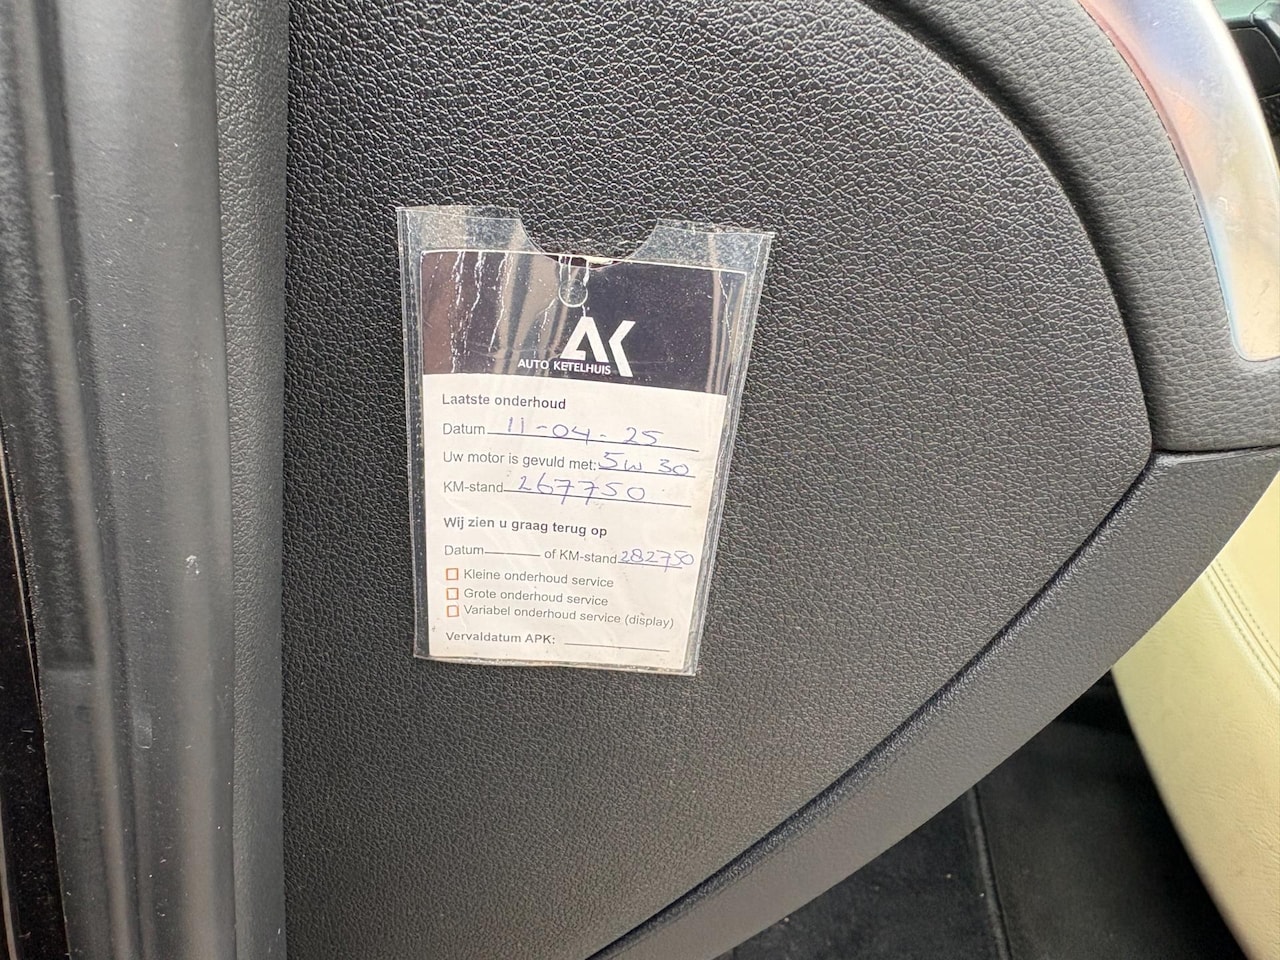 AK
AUTO KETELHUIS
Laatste onderhoud
Datum 11-04-25
Uw motor is gevuld met: 5w 30
KM-stand 267750
Wij zien u graag terug op
Datum of KM-stand 282750
Kleine onderhoud service
Grote onderhoud service
Variabel onderhoud service (display)
Vervaldatum APK: